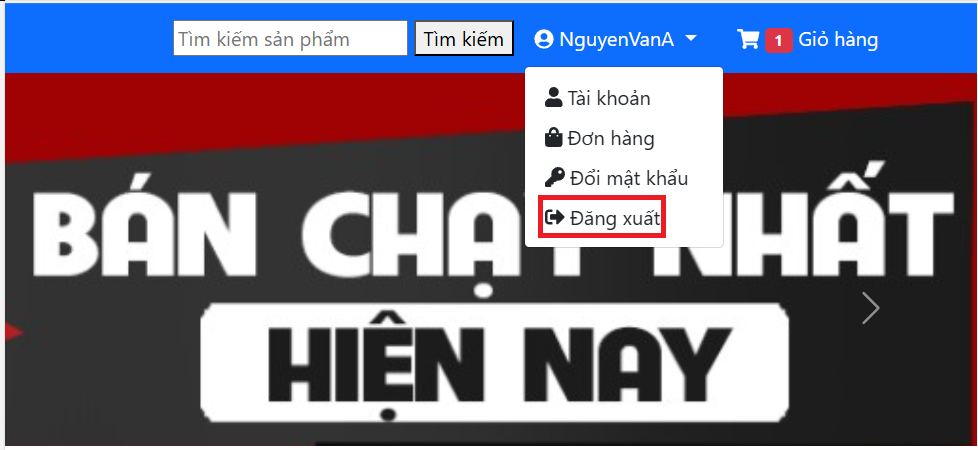 Tìm kiếm sản phẩm Tìm kiếm NguyenVanA 1 Giỏ hàng
Tài khoản
Đơn hàng
Đổi mật khẩu
Đăng xuất
BÁN CHẠY NHẤT
HIỆN NAY